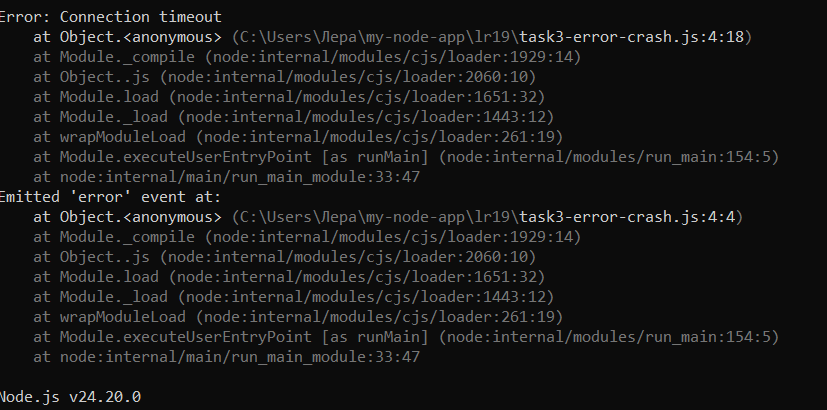 Error: Connection timeout
    at Object.<anonymous> (C:\Users\Лера\my-node-app\lr19\task3-error-crash.js:4:18)
    at Module._compile (node:internal/modules/cjs/loader:1929:14)
    at Object..js (node:internal/modules/cjs/loader:2060:10)
    at Module.load (node:internal/modules/cjs/loader:1651:32)
    at Module._load (node:internal/modules/cjs/loader:1443:12)
    at wrapModuleLoad (node:internal/modules/cjs/loader:261:19)
    at Module.executeUserEntryPoint [as runMain] (node:internal/modules/run_main:154:5)
    at node:internal/main/run_main_module:33:47
Emitted 'error' event at:
    at Object.<anonymous> (C:\Users\Лера\my-node-app\lr19\task3-error-crash.js:4:4)
    at Module._compile (node:internal/modules/cjs/loader:1929:14)
    at Object..js (node:internal/modules/cjs/loader:2060:10)
    at Module.load (node:internal/modules/cjs/loader:1651:32)
    at Module._load (node:internal/modules/cjs/loader:1443:12)
    at wrapModuleLoad (node:internal/modules/cjs/loader:261:19)
    at Module.executeUserEntryPoint [as runMain] (node:internal/modules/run_main:154:5)
    at node:internal/main/run_main_module:33:47

Node.js v24.20.0